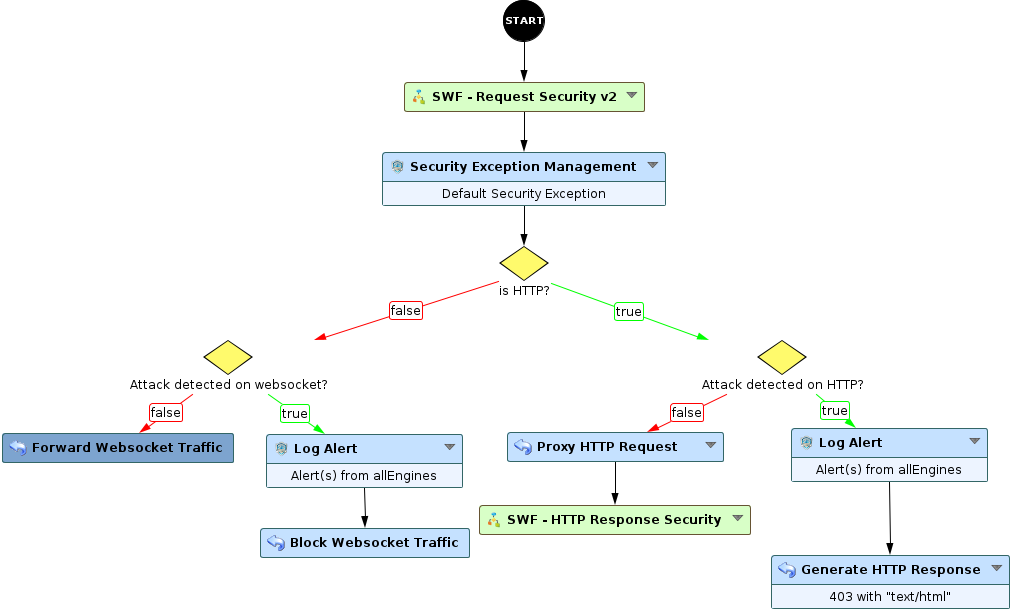 START
SWF - Request Security v2
Security Exception Management
Default Security Exception
is HTTP?
false
true
Attack detected on websocket?
Attack detected on HTTP?
false
true
false
true
Forward Websocket Traffic
Log Alert
Alert(s) from allEngines
Proxy HTTP Request
Log Alert
Alert(s) from allEngines
SWF - HTTP Response Security
Block Websocket Traffic
Generate HTTP Response
403 with "text/html"